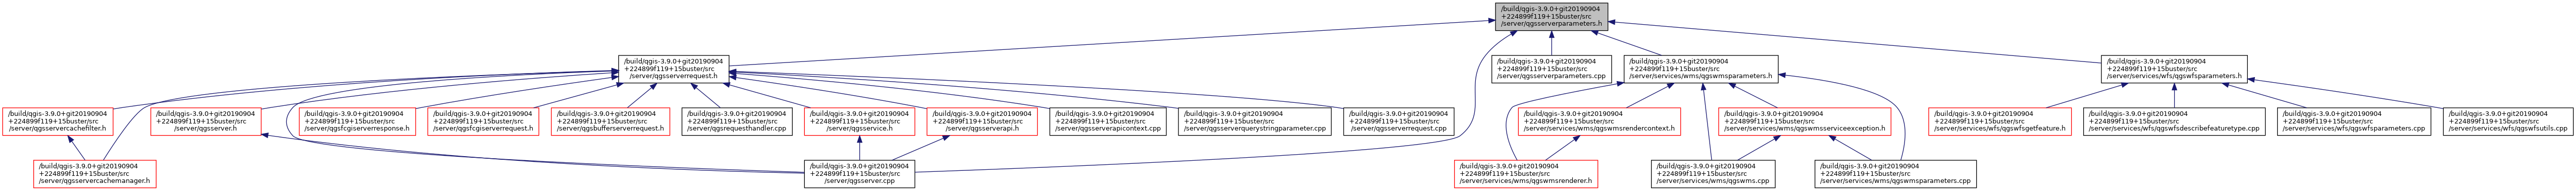 /build/qgis-3.9.0+git20190904
+224899f119+15buster/src
/server/qgsserverparameters.h
/build/qgis-3.9.0+git20190904
+224899f119+15buster/src
/server/qgsserverrequest.h
/build/qgis-3.9.0+git20190904
+224899f119+15buster/src
/server/qgsserverparameters.cpp
/build/qgis-3.9.0+git20190904
+224899f119+15buster/src
/server/services/wms/qgswmsparameters.h
/build/qgis-3.9.0+git20190904
+224899f119+15buster/src
/server/services/wfs/qgswfsparameters.h
/build/qgis-3.9.0+git20190904
+224899f119+15buster/src
/server/qgsservercachefilter.h
/build/qgis-3.9.0+git20190904
+224899f119+15buster/src
/server/qgsserver.h
/build/qgis-3.9.0+git20190904
+224899f119+15buster/src
/server/qgsfcgiserverresponse.h
/build/qgis-3.9.0+git20190904
+224899f119+15buster/src
/server/qgsfcgiserverrequest.h
/build/qgis-3.9.0+git20190904
+224899f119+15buster/src
/server/qgsbufferserverrequest.h
/build/qgis-3.9.0+git20190904
+224899f119+15buster/src
/server/qgsrequesthandler.cpp
/build/qgis-3.9.0+git20190904
+224899f119+15buster/src
/server/qgsservice.h
/build/qgis-3.9.0+git20190904
+224899f119+15buster/src
/server/qgsserverapi.h
/build/qgis-3.9.0+git20190904
+224899f119+15buster/src
/server/qgsserverapicontext.cpp
/build/qgis-3.9.0+git20190904
+224899f119+15buster/src
/server/qgsserverquerystringparameter.cpp
/build/qgis-3.9.0+git20190904
+224899f119+15buster/src
/server/qgsserverrequest.cpp
/build/qgis-3.9.0+git20190904
+224899f119+15buster/src
/server/services/wms/qgswmsrendercontext.h
/build/qgis-3.9.0+git20190904
+224899f119+15buster/src
/server/services/wms/qgswmsserviceexception.h
/build/qgis-3.9.0+git20190904
+224899f119+15buster/src
/server/services/wfs/qgswfsgetfeature.h
/build/qgis-3.9.0+git20190904
+224899f119+15buster/src
/server/services/wfs/qgswfsdescribefeaturetype.cpp
/build/qgis-3.9.0+git20190904
+224899f119+15buster/src
/server/services/wfs/qgswfsparameters.cpp
/build/qgis-3.9.0+git20190904
+224899f119+15buster/src
/server/services/wfs/qgswfsutils.cpp
/build/qgis-3.9.0+git20190904
+224899f119+15buster/src
/server/qgsservercachemanager.h
/build/qgis-3.9.0+git20190904
+224899f119+15buster/src
/server/qgsserver.cpp
/build/qgis-3.9.0+git20190904
+224899f119+15buster/src
/server/services/wms/qgswmsrenderer.h
/build/qgis-3.9.0+git20190904
+224899f119+15buster/src
/server/services/wms/qgswms.cpp
/build/qgis-3.9.0+git20190904
+224899f119+15buster/src
/server/services/wms/qgswmsparameters.cpp